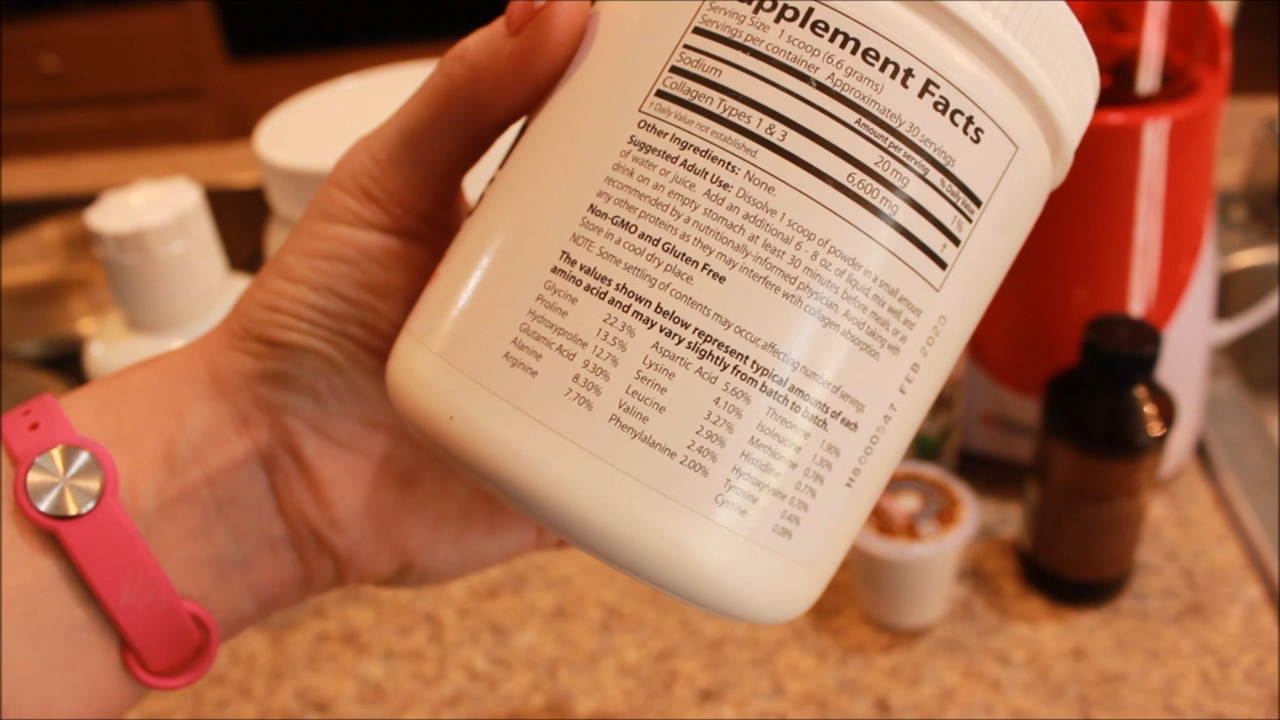 upplement Facts
Serving Size 1 scoop (6.6 grams)
Servings per container Approximately 30 servings
Amount per serving % Daily Value
Sodium 20 mg 1%
Collagen Types 1 & 3 6,600 mg †
† Daily Value not established.
Other Ingredients: None.
Suggested Adult Use: Dissolve 1 scoop of powder in a small amount
of water or juice. Add an additional 6 - 8 oz. of liquid, mix well, and
drink on an empty stomach, at least 30 minutes before meals, or as
recommended by a nutritionally-informed physician. Avoid taking with
any other proteins as they may interfere wtih collagen absorption.
Non-GMO and Gluten Free
Store in a cool dry place.
NOTE: Some settling of contents may occur, affecting number of servings.
The values shown below represent typical amounts of each
amino acid and may vary slightly from batch to batch.
Glycine 22.3%
Proline 13.5%
Hydroxyproline 12.7%
Glutamic Acid 9.30%
Alanine 8.30%
Arginine 7.70%
Aspartic Acid 5.60%
Lysine 4.10%
Serine 3.27%
Leucine 2.90%
Valine 2.40%
Phenylalanine 2.00%
Threonine 1.90%
Isoleucine 1.30%
Methionine 0.78%
Histidine 0.77%
Hydroxylysine 0.70%
Tyrosine 0.40%
Cystine 0.08%
FEB 2020